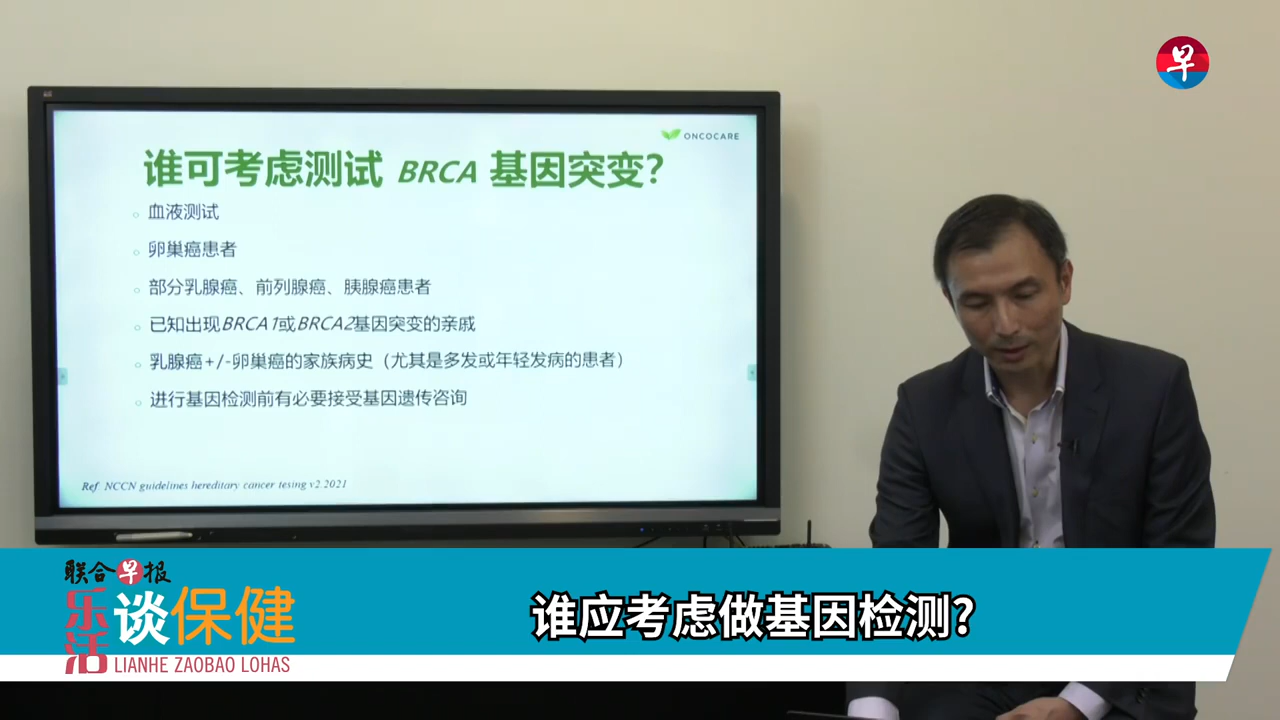 早
ONCOCARE
谁可考虑测试 BRCA 基因突变?
血液测试
卵巢癌患者
部分乳腺癌、前列腺癌、胰腺癌患者
已知出现BRCA1或BRCA2基因突变的亲戚
乳腺癌+/-卵巢癌的家族病史（尤其是多发或年轻发病的患者）
进行基因检测前有必要接受基因遗传咨询
Ref NCCN guidelines hereditary cancer tesing v2.2021
联合早报
乐活谈保健
LIANHE ZAOBAO LOHAS
谁应考虑做基因检测?